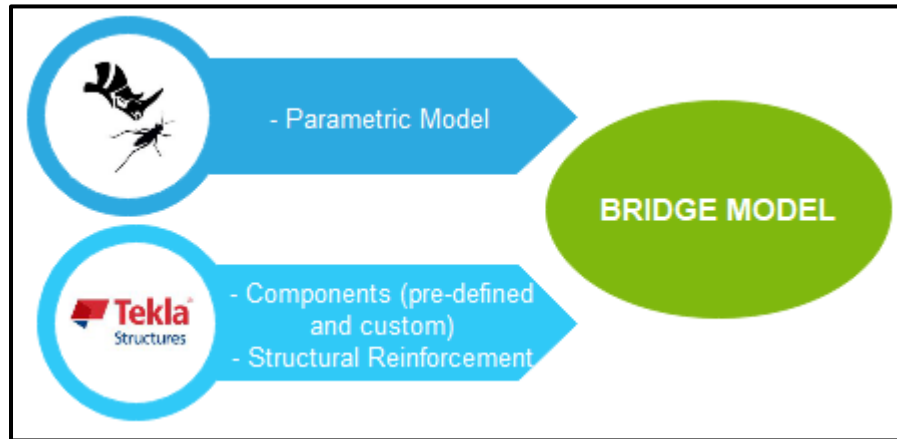 - Parametric Model
BRIDGE MODEL
Tekla
Structures
- Components (pre-defined
and custom)
- Structural Reinforcement